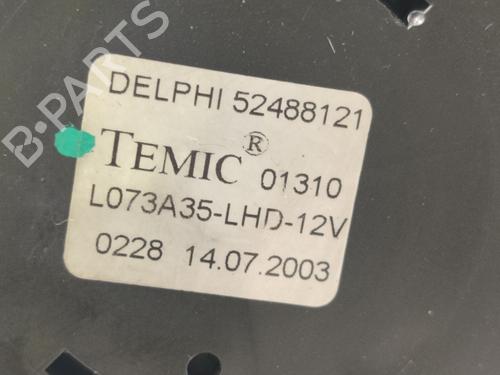 B-PARTS
DELPHI 52488121
TEMIC® 01310
L073A35-LHD-12V
0228 14.07.2003